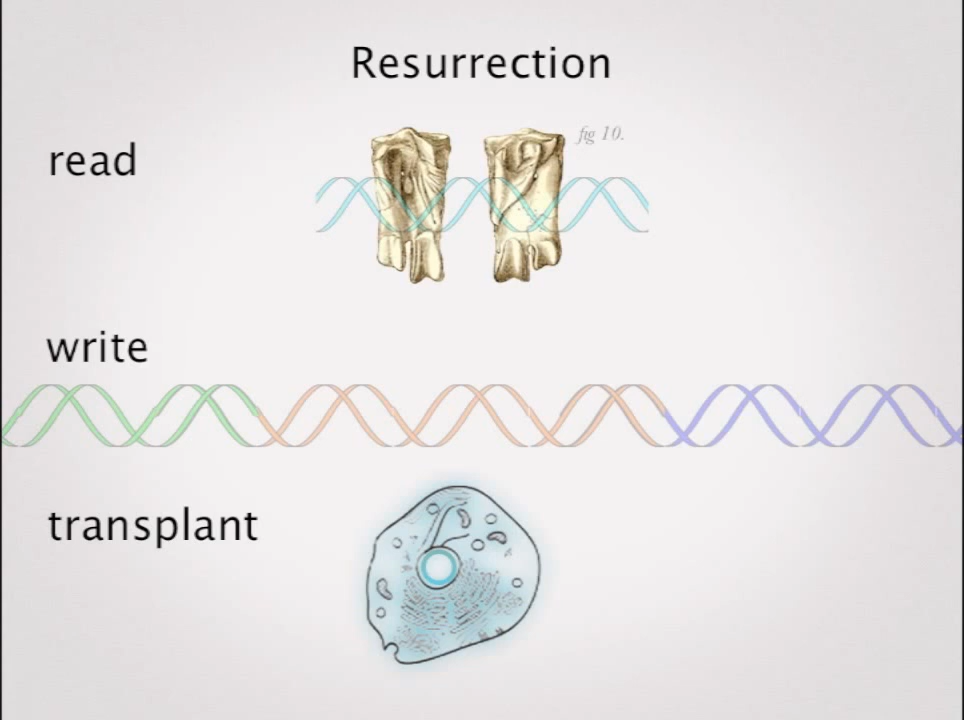 Resurrection
read
fig 10.
write
transplant